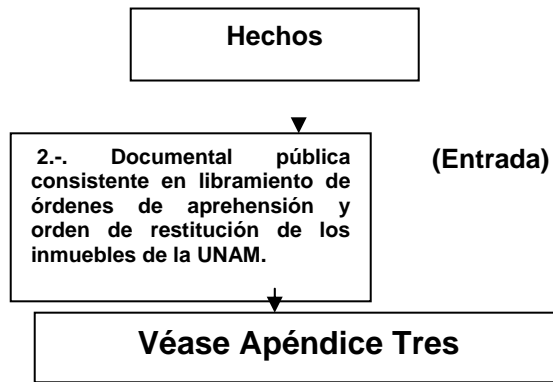 Hechos
2.-. Documental pública
(Entrada)
consistente en libramiento de
órdenes de aprehensión y
orden de restitución de los
inmuebles de la UNAM.
Véase Apéndice Tres